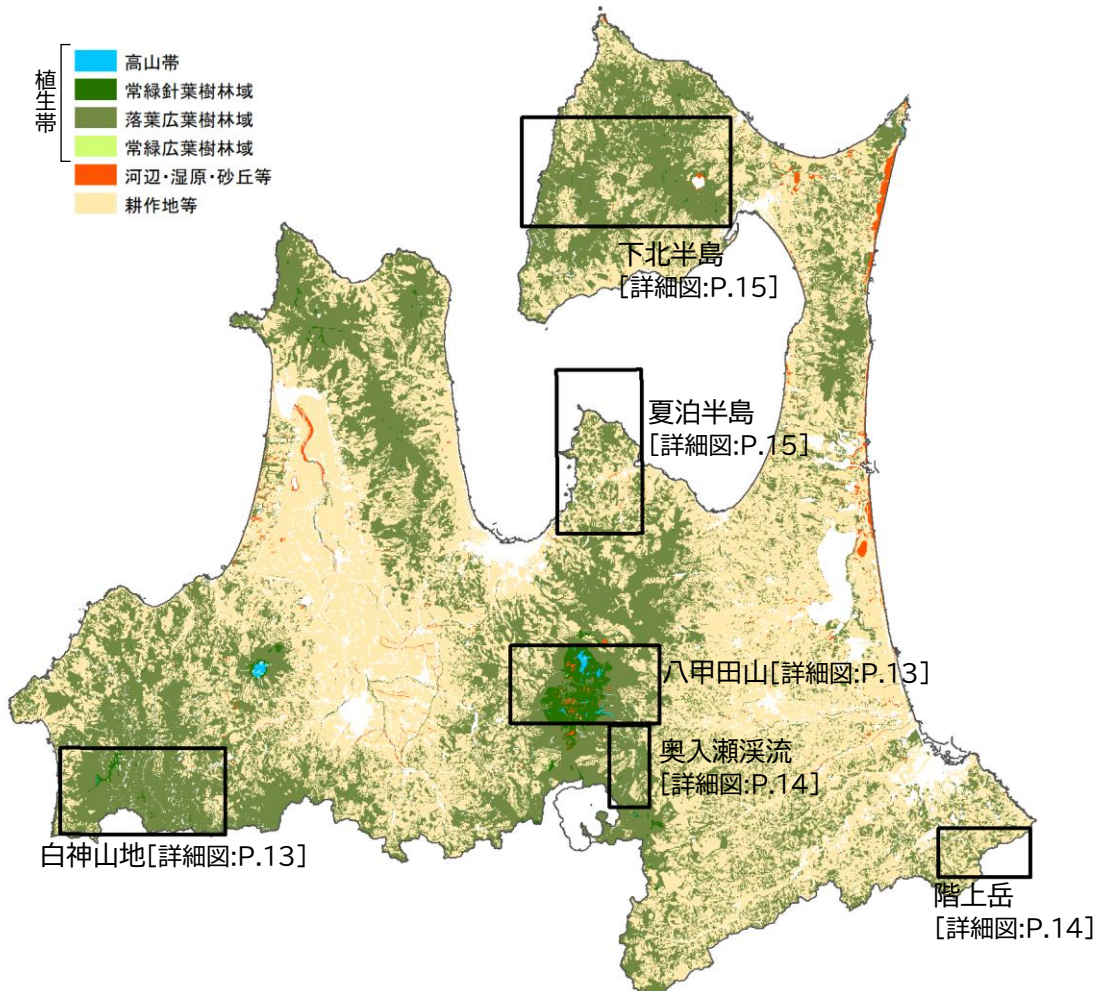 植生帯
高山帯
常緑針葉樹林域
落葉広葉樹林域
常緑広葉樹林域
河辺・湿原・砂丘等
耕作地等
下北半島
[詳細図:P.15]
夏泊半島
[詳細図:P.15]
八甲田山[詳細図:P.13]
奥入瀬渓流
[詳細図:P.14]
白神山地[詳細図:P.13]
階上岳
[詳細図:P.14]